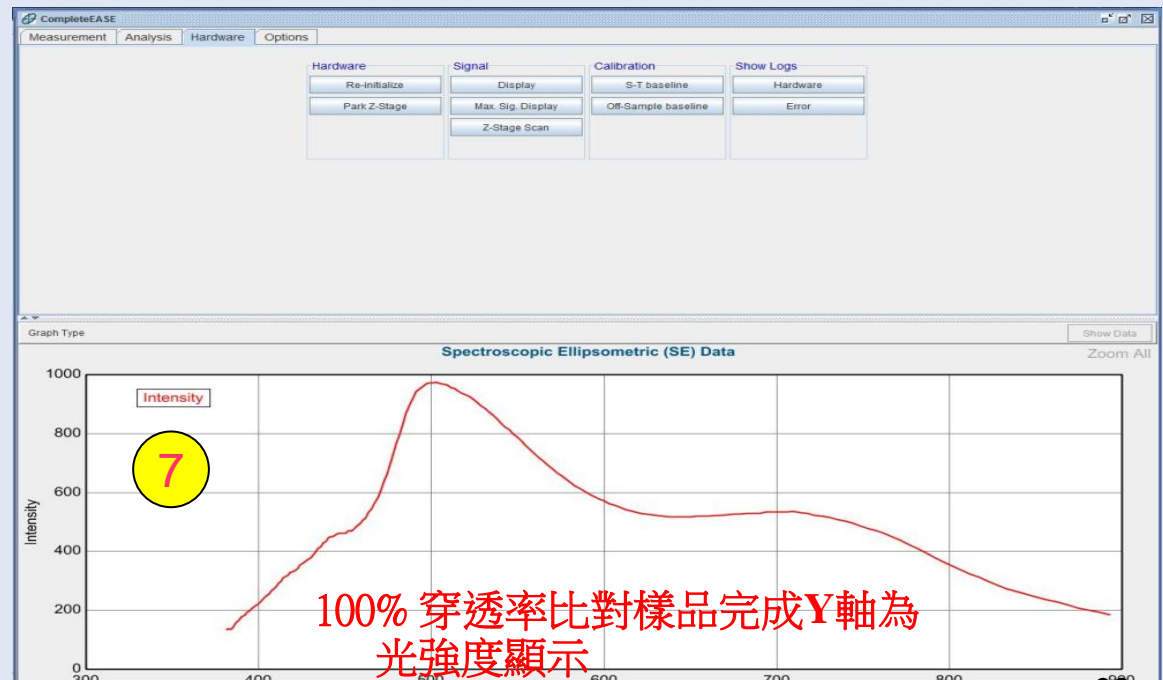 CompleteEASE
Measurement Analysis Hardware Options
Hardware Signal Calibration Show Logs
Re-initialize Display S-T baseline Hardware
Park Z-Stage Max. Sig. Display Off-Sample baseline Error
Z-Stage Scan
Graph Type Show Data
Spectroscopic Ellipsometric (SE) Data Zoom All
1000
Intensity
800
7
600
Intensity
400
200
100% 穿透率比對樣品完成Y軸為
光強度顯示
0
300 400 500 600 700 800